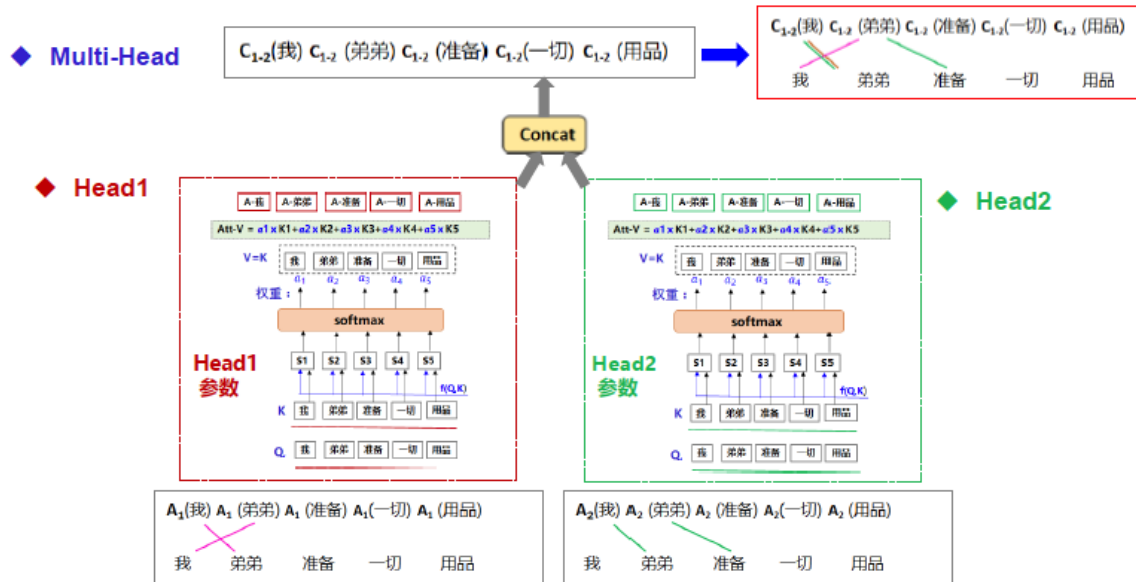 ◆ Multi-Head
C1-2(我) C1-2 (弟弟) C1-2 (准备) C1-2(一切) C1-2 (用品)
C1-2(我) C1-2 (弟弟) C1-2 (准备) C1-2(一切) C1-2 (用品)
我 弟弟 准备 一切 用品
Concat
◆ Head1
A-我 A-弟弟 A-准备 A-一切 A-用品
Att-V = a1 x K1+a2 x K2+a3 x K3+a4 x K4+a5 x K5
V=K 我 弟弟 准备 一切 用品
权重： a1 a2 a3 a4 a5
softmax
Head1
参数
S1 S2 S3 S4 S5
f(Q,K)
K 我 弟弟 准备 一切 用品
Q 我 弟弟 准备 一切 用品
◆ Head2
A-我 A-弟弟 A-准备 A-一切 A-用品
Att-V = a1 x K1+a2 x K2+a3 x K3+a4 x K4+a5 x K5
V=K 我 弟弟 准备 一切 用品
权重： a1 a2 a3 a4 a5
softmax
Head2
参数
S1 S2 S3 S4 S5
f(Q,K)
K 我 弟弟 准备 一切 用品
Q 我 弟弟 准备 一切 用品
A1(我) A1 (弟弟) A1 (准备) A1(一切) A1 (用品)
我 弟弟 准备 一切 用品
A2(我) A2 (弟弟) A2 (准备) A2(一切) A2 (用品)
我 弟弟 准备 一切 用品